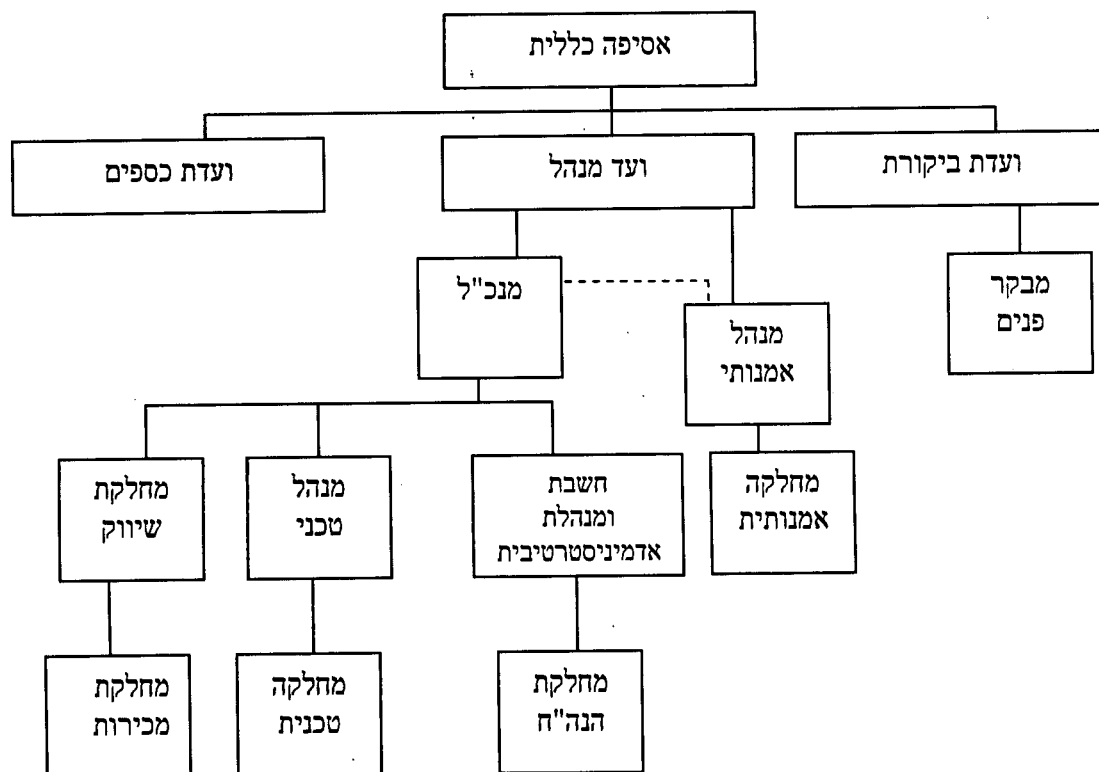 אסיפה כללית
ועדת ביקורת
ועד מנהל
ועדת כספים
מבקר
פנים
מנכ"ל
מנהל
אמנותי
מחלקה
אמנותית
חשבת
ומנהלת
אדמיניסטרטיבית
מנהל
טכני
מחלקת
שיווק
מחלקת
הנה"ח
מחלקה
טכנית
מחלקת
מכירות